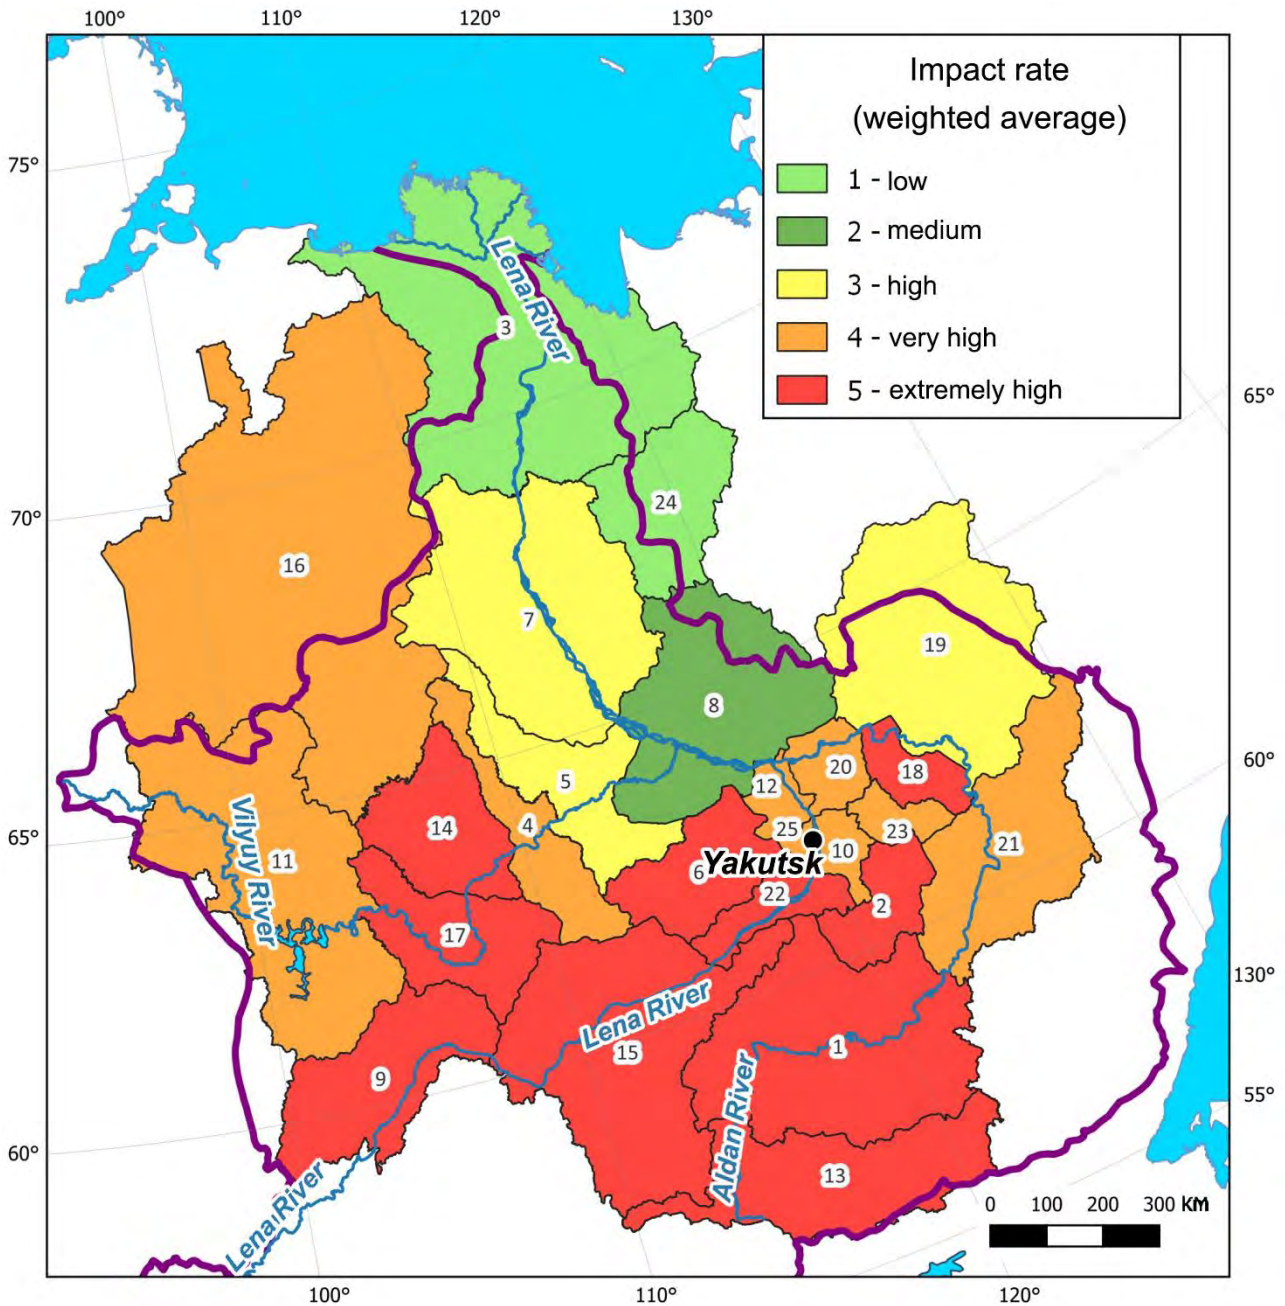 100°
110°
120°
130°
Impact rate
(weighted average)
1 - low
2 - medium
3 - high
4 - very high
5 - extremely high
75°
70°
65°
60°
65°
60°
130°
55°
Lena River
3
24
16
7
19
8
5
20
18
12
4
14
25
10
23
21
Yakutsk
Vilyuy River
11
6
22
2
17
Lena River
15
1
9
Aldan River
13
Lena River
0 100 200 300 КМ
100°
110°
120°